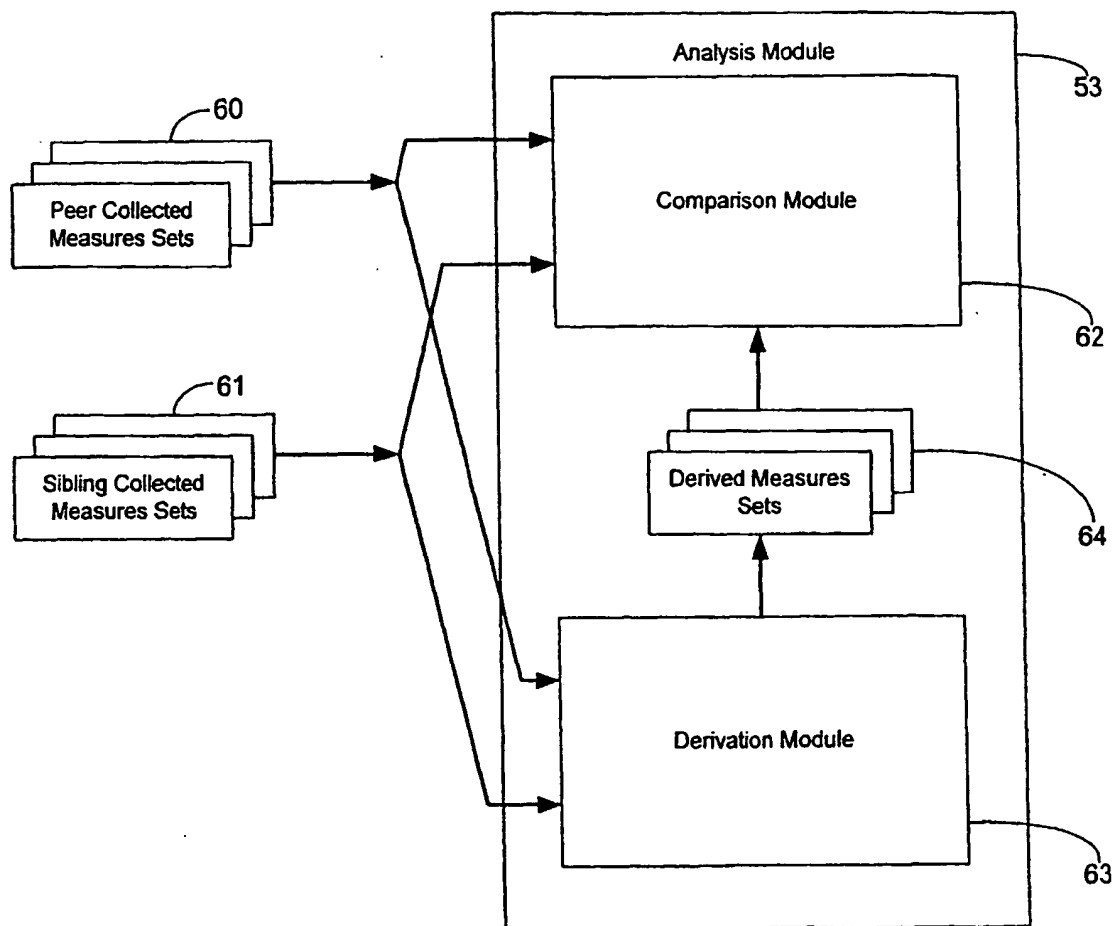 Analysis Module
53
60
Peer Collected
Measures Sets
Comparison Module
62
61
Sibling Collected
Measures Sets
Derived Measures
Sets
64
Derivation Module
63